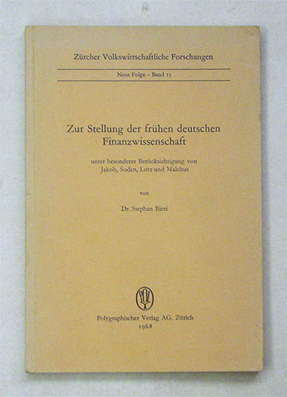 Zürcher Volkswirtschaftliche Forschungen
Neue Folge – Band 15
Zur Stellung der frühen deutschen
Finanzwissenschaft
unter besonderer Berücksichtigung von
Jakob, Soden, Lotz und Malchus
von
Dr. Stephan Bieri
Polygraphischer Verlag AG. Zürich
1968